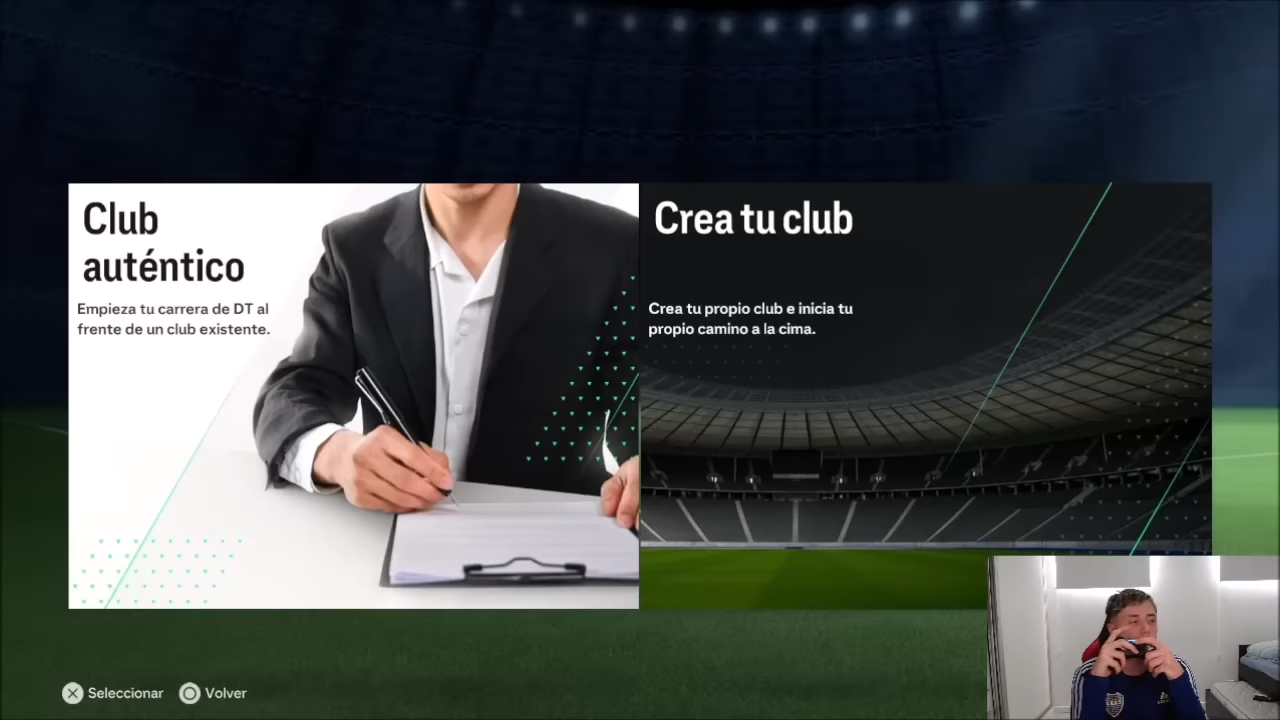 Club
auténtico
Empieza tu carrera de DT al
frente de un club existente.
Crea tu club
Crea tu propio club e inicia tu
propio camino a la cima.
Seleccionar
Volver